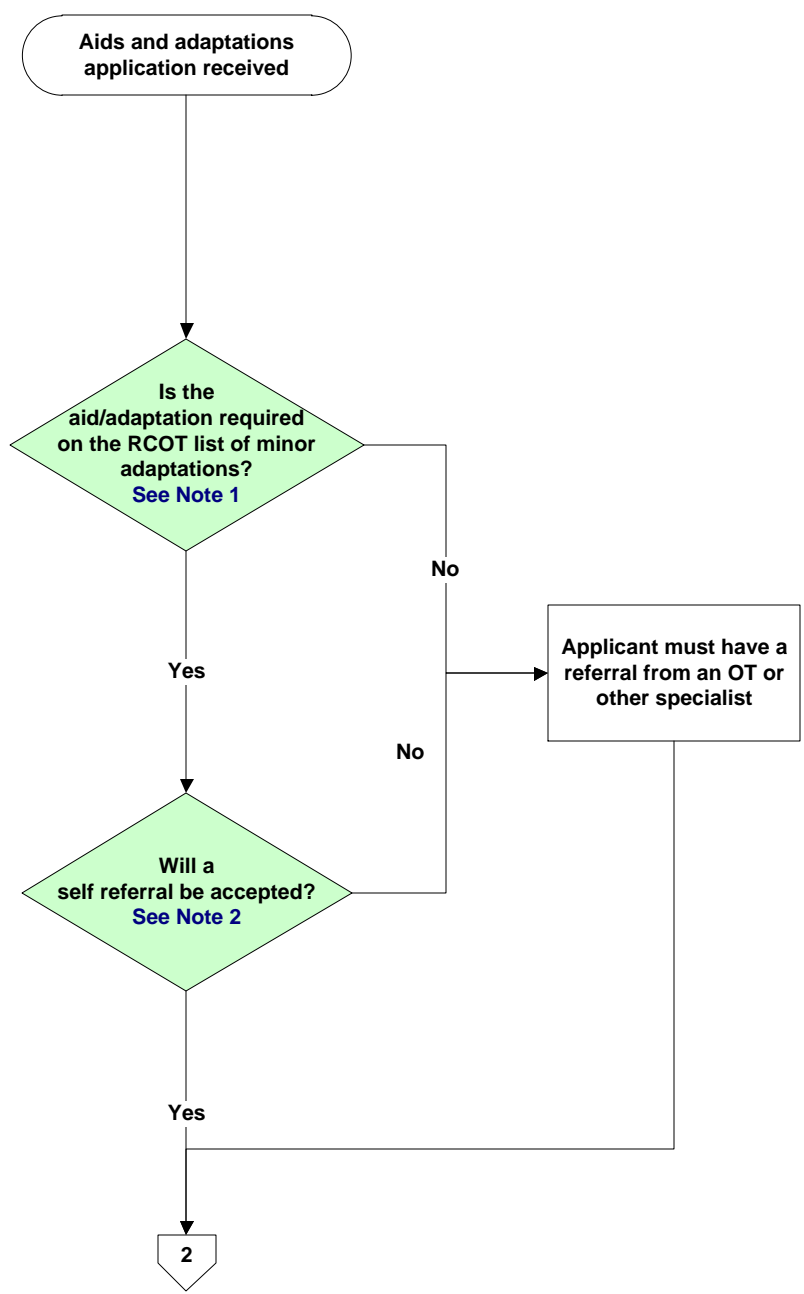 Aids and adaptations
application received
Is the
aid/adaptation required
on the RCOT list of minor
adaptations?
See Note 1
No
Applicant must have a
referral from an OT or
other specialist
Yes
No
Will a
self referral be accepted?
See Note 2
Yes
2